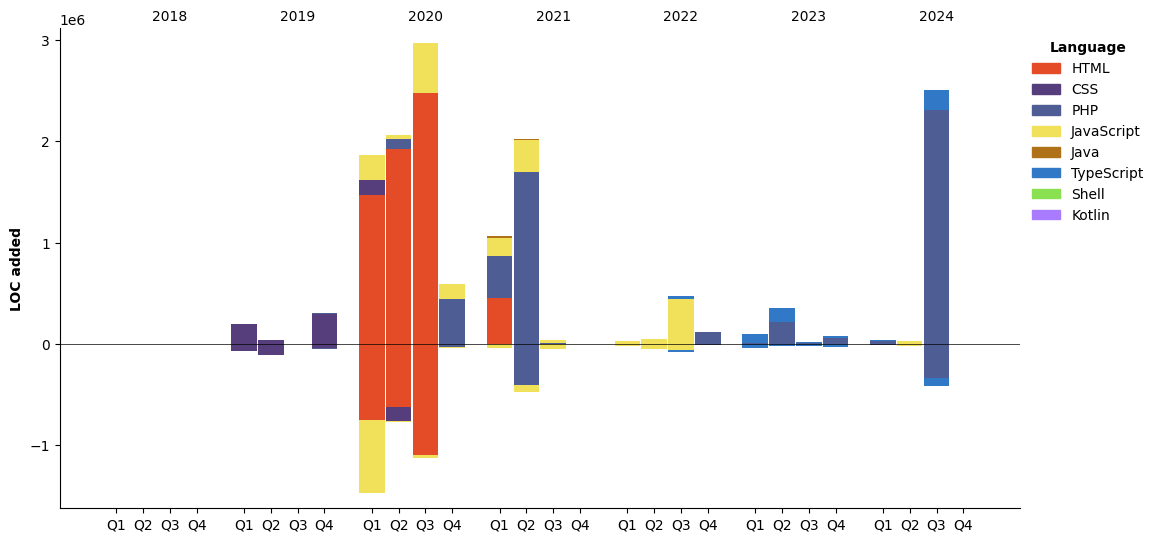 2018 2019 2020 2021 2022 2023 2024
1e6
3
2
1
0
−1
LOC added
Q1 Q2 Q3 Q4 Q1 Q2 Q3 Q4 Q1 Q2 Q3 Q4 Q1 Q2 Q3 Q4 Q1 Q2 Q3 Q4 Q1 Q2 Q3 Q4 Q1 Q2 Q3 Q4
Language
HTML
CSS
PHP
JavaScript
Java
TypeScript
Shell
Kotlin